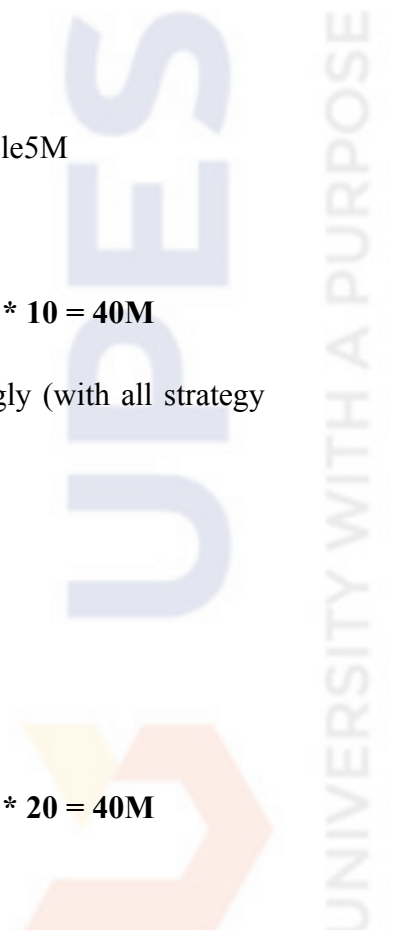 le5M
* 10 = 40M
gly (with all strategy
* 20 = 40M
UPES
UNIVERSITY WITH A PURPOSE